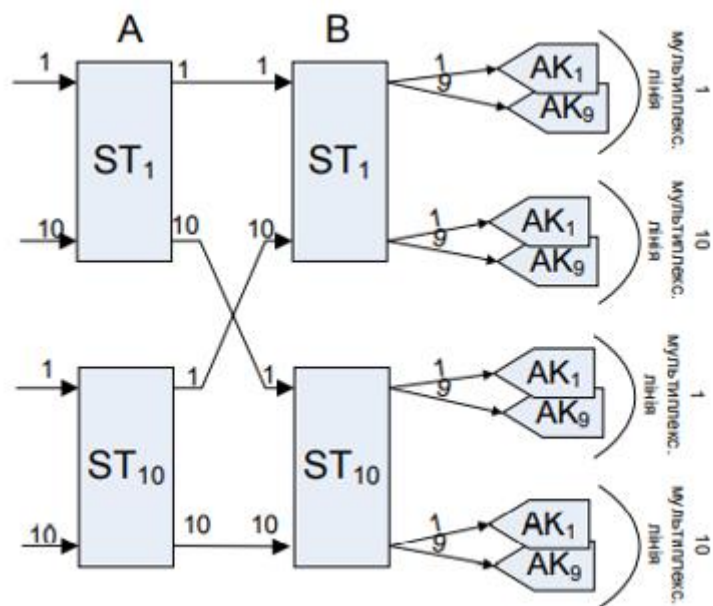 A B
1 1 1 1 9 AK₁ AK₉
ST₁ ST₁
1 мультиплекс. лінія
10 10 10 1 9 AK₁ AK₉
10 мультиплекс. лінія
1 1 1 1 9 AK₁ AK₉
ST₁₀ ST₁₀
1 мультиплекс. лінія
10 10 10 1 9 AK₁ AK₉
10 мультиплекс. лінія